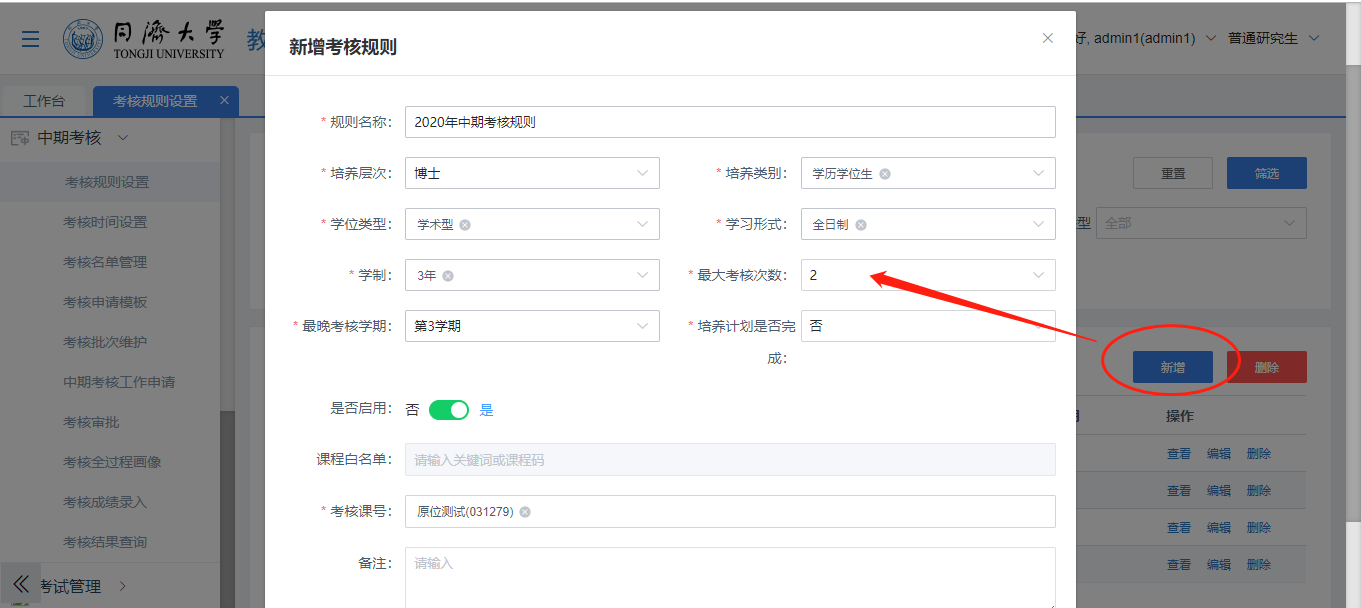 同濟大學
TONGJI UNIVERSITY
教
好, admin1(admin1)
普通研究生
工作台
考核规则设置
中期考核
考核规则设置
考核时间设置
考核名单管理
考核申请模板
考核批次维护
中期考核工作申请
考核审批
考核全过程画像
考核成绩录入
考核结果查询
考试管理
新增考核规则
* 规则名称: 2020年中期考核规则
* 培养层次: 博士
* 培养类别: 学历学位生
* 学位类型: 学术型
* 学习形式: 全日制
* 学制: 3年
* 最大考核次数: 2
* 最晚考核学期: 第3学期
* 培养计划是否完成: 否
是否启用: 否 是
课程白名单: 请输入关键词或课程码
* 考核课号: 原位测试(031279)
备注: 请输入
重置
筛选
型 全部
新增
删除
操作
查看 编辑 删除
查看 编辑 删除
查看 编辑 删除
查看 编辑 删除